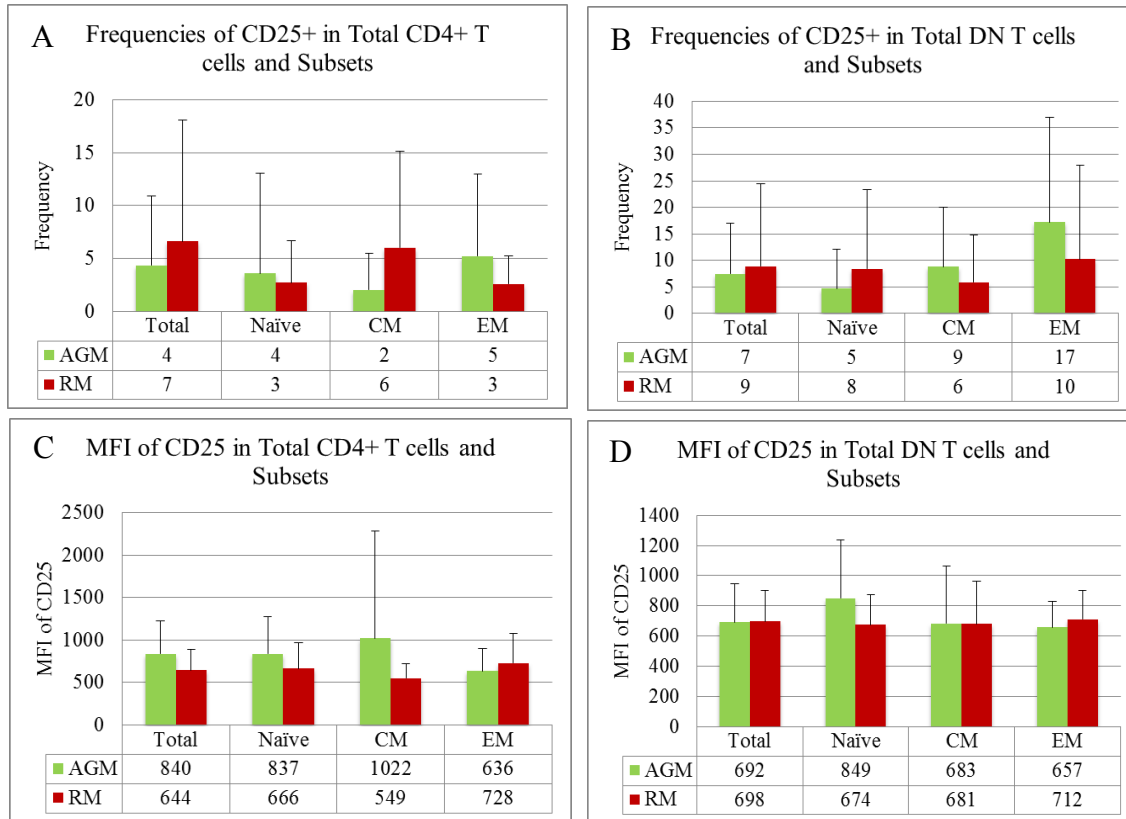 A
Frequencies of CD25+ in Total CD4+ T
cells and Subsets
20
15
10
5
0
Frequency
Total Naïve CM EM
AGM 4 4 2 5
RM 7 3 6 3
B
Frequencies of CD25+ in Total DN T cells
and Subsets
40
35
30
25
20
15
10
5
0
Frequency
Total Naïve CM EM
AGM 7 5 9 17
RM 9 8 6 10
C
MFI of CD25 in Total CD4+ T cells and
Subsets
2500
2000
1500
1000
500
0
MFI of CD25
Total Naïve CM EM
AGM 840 837 1022 636
RM 644 666 549 728
D
MFI of CD25 in Total DN T cells and
Subsets
1400
1200
1000
800
600
400
200
0
MFI of CD25
Total Naïve CM EM
AGM 692 849 683 657
RM 698 674 681 712